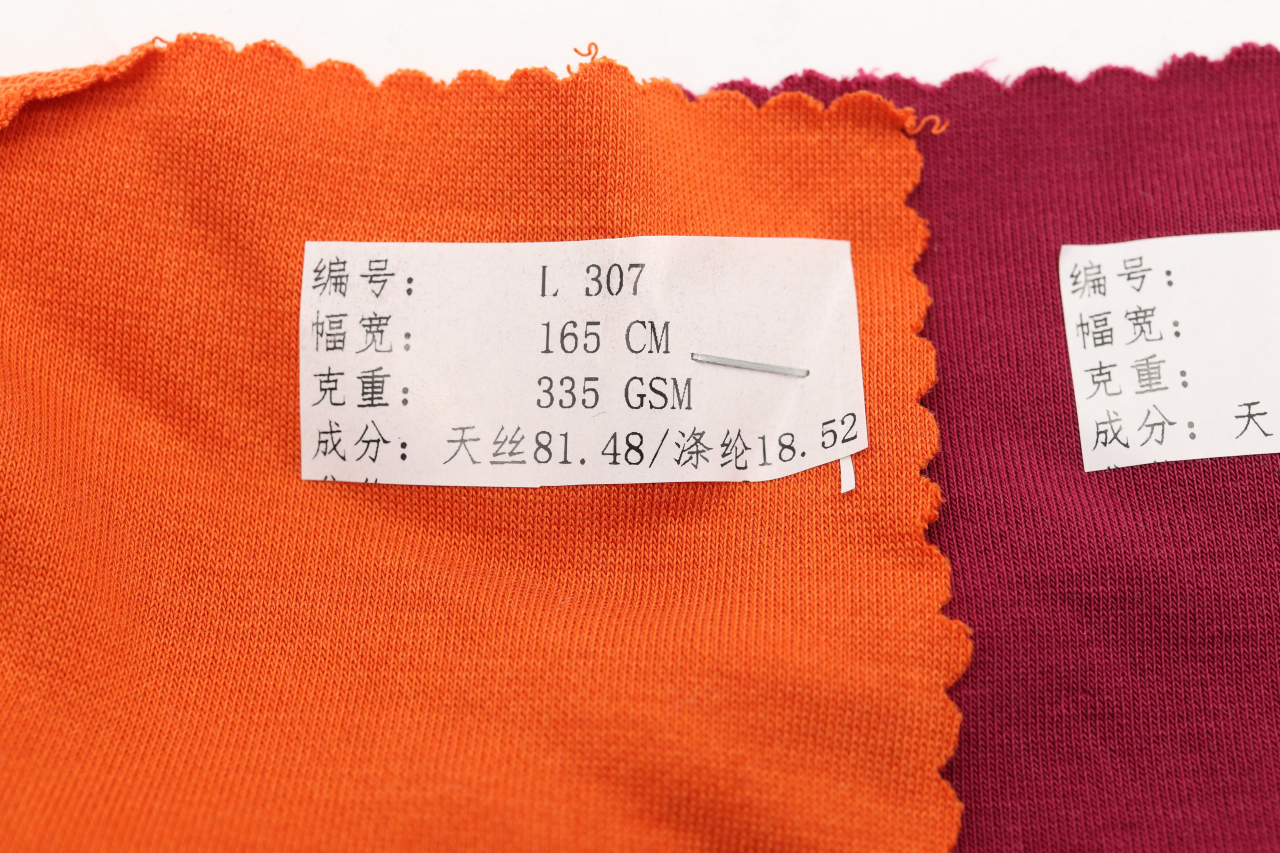 编号: L 307
幅宽: 165 CM
克重: 335 GSM
成分: 天丝81.48/涤纶18.52
编号:
幅宽:
克重:
成分: 天